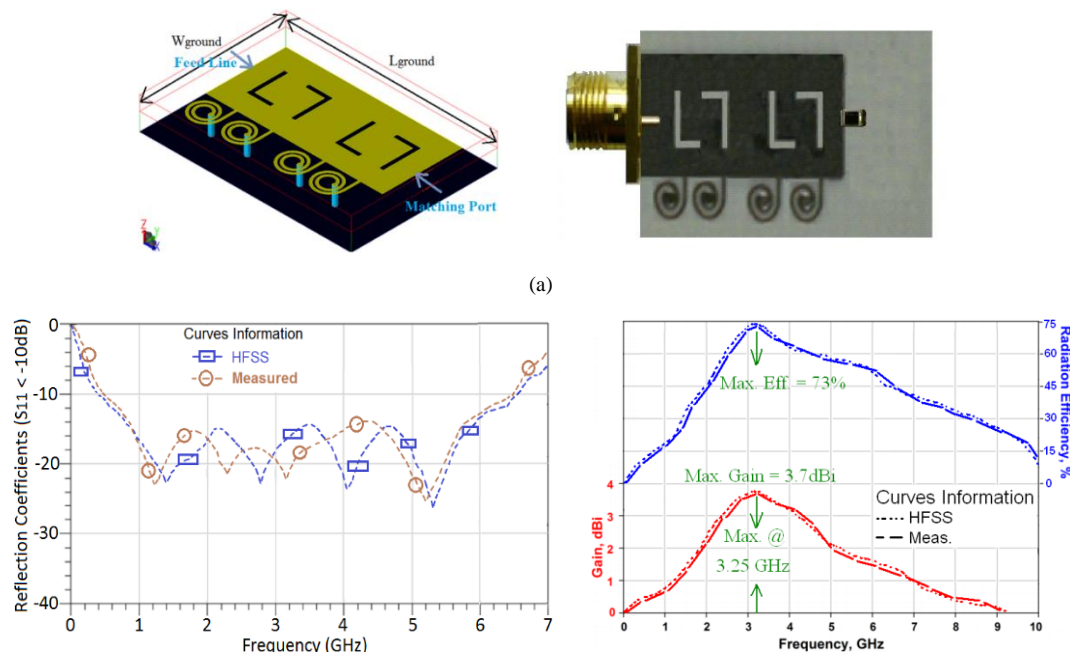 Wground
Lground
Feed Line
Matching Port
Z
Y
X
(a)
Reflection Coefficients (S11 < -10dB)
0
-10
-20
-30
-40
Curves Information
HFSS
Measured
0 1 2 3 4 5 6 7
Frequency (GHz)
75
60
45
30
15
0
Radiation Efficiency, %
Max. Eff. = 73%
Max. Gain = 3.7dBi
4
3
2
1
0
Gain, dBi
Max. @
3.25 GHz
Curves Information
HFSS
Meas.
0 1 2 3 4 5 6 7 8 9 10
Frequency, GHz